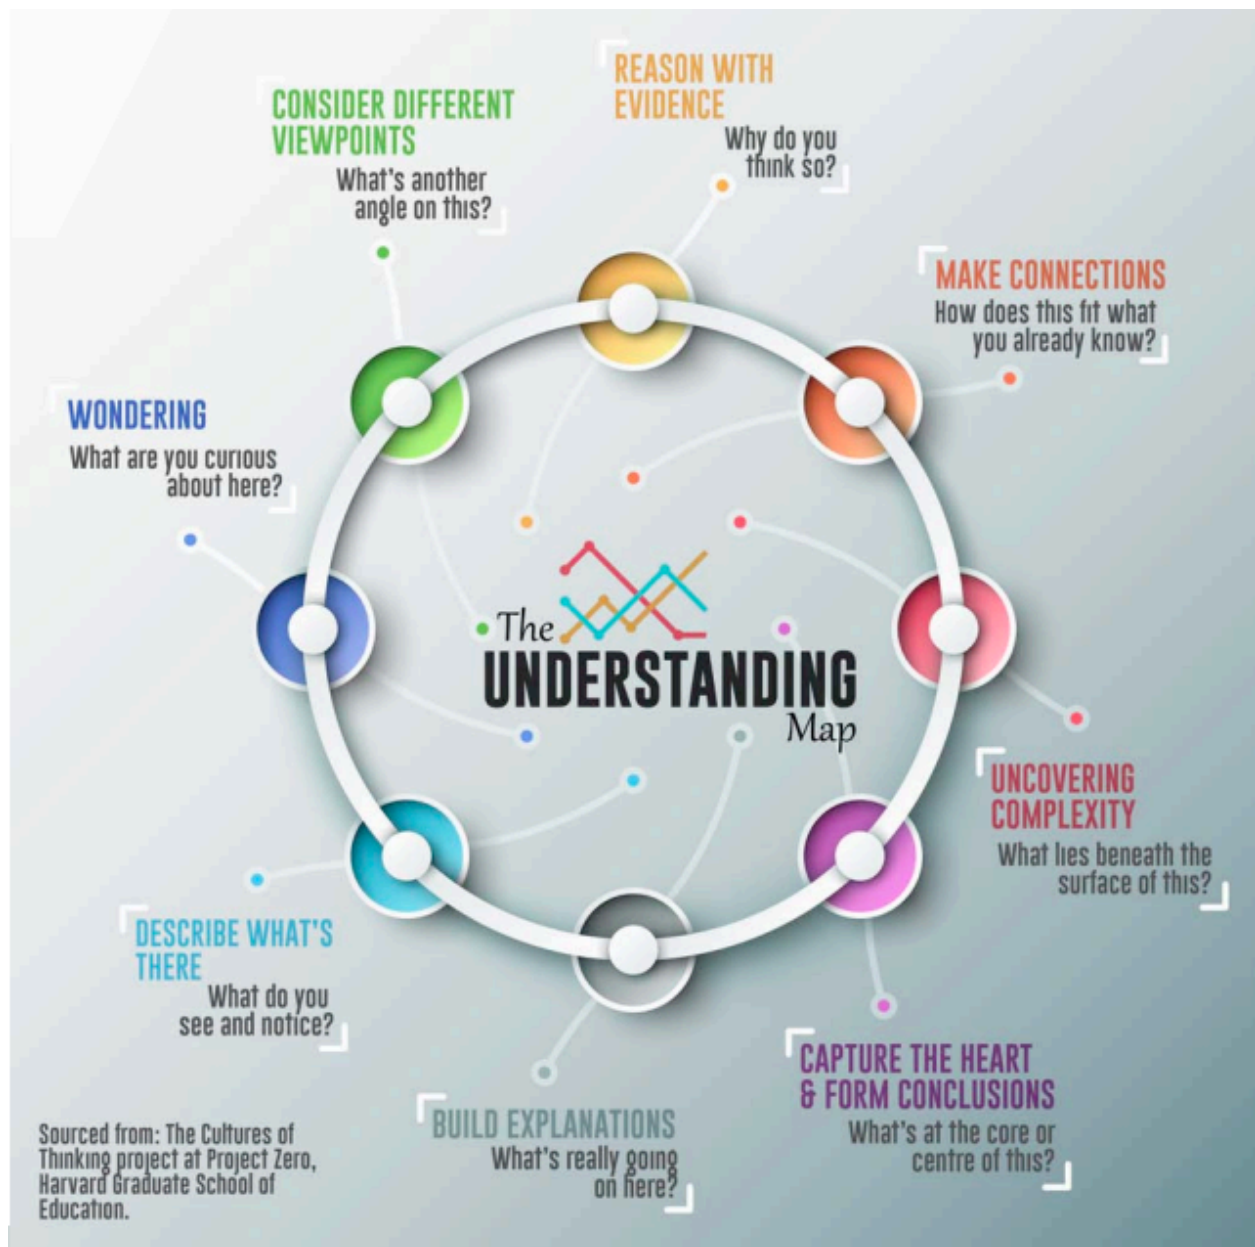 REASON WITH
EVIDENCE
Why do you
think so?
CONSIDER DIFFERENT
VIEWPOINTS
What's another
angle on this?
MAKE CONNECTIONS
How does this fit what
you already know?
WONDERING
What are you curious
about here?
The
UNDERSTANDING
Map
UNCOVERING
COMPLEXITY
What lies beneath the
surface of this?
DESCRIBE WHAT'S
THERE
What do you
see and notice?
CAPTURE THE HEART
& FORM CONCLUSIONS
What's at the core or
centre of this?
BUILD EXPLANATIONS
What's really going
on here?
Sourced from: The Cultures of
Thinking project at Project Zero,
Harvard Graduate School of
Education.